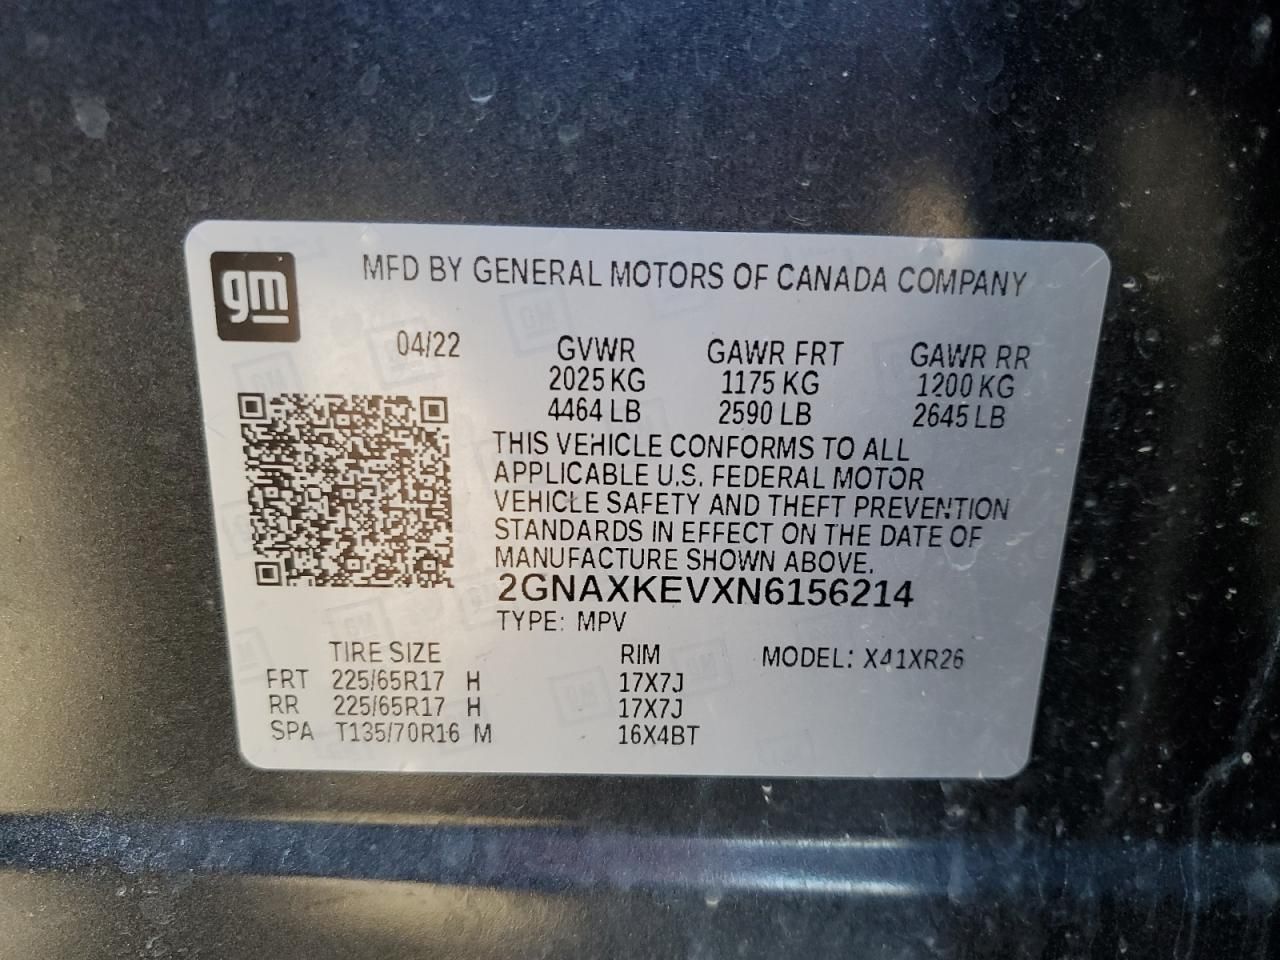 gm
MFD BY GENERAL MOTORS OF CANADA COMPANY
04/22 GVWR GAWR FRT GAWR RR
2025 KG 1175 KG 1200 KG
4464 LB 2590 LB 2645 LB
THIS VEHICLE CONFORMS TO ALL
APPLICABLE U.S. FEDERAL MOTOR
VEHICLE SAFETY AND THEFT PREVENTION
STANDARDS IN EFFECT ON THE DATE OF
MANUFACTURE SHOWN ABOVE.
2GNAXKEVXN6156214
TYPE: MPV
TIRE SIZE RIM MODEL: X41XR26
FRT 225/65R17 H 17X7J
RR 225/65R17 H 17X7J
SPA T135/70R16 M 16X4BT